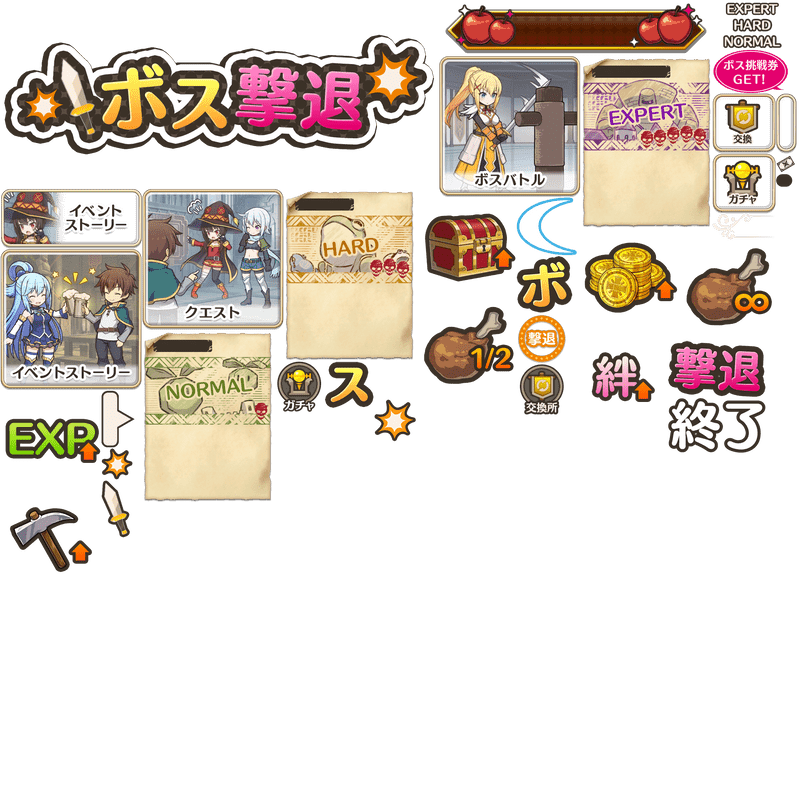 ボス撃退
EXPERT
HARD
NORMAL
ボス挑戦券
GET!
EXPERT
交換
ボスバトル
ガチャ
イベント
ストーリー
HARD
クエスト
ボ
∞
撃退
1/2
イベントストーリー
NORMAL
ガチャ
ス
交換所
絆
撃退
終了
EXP